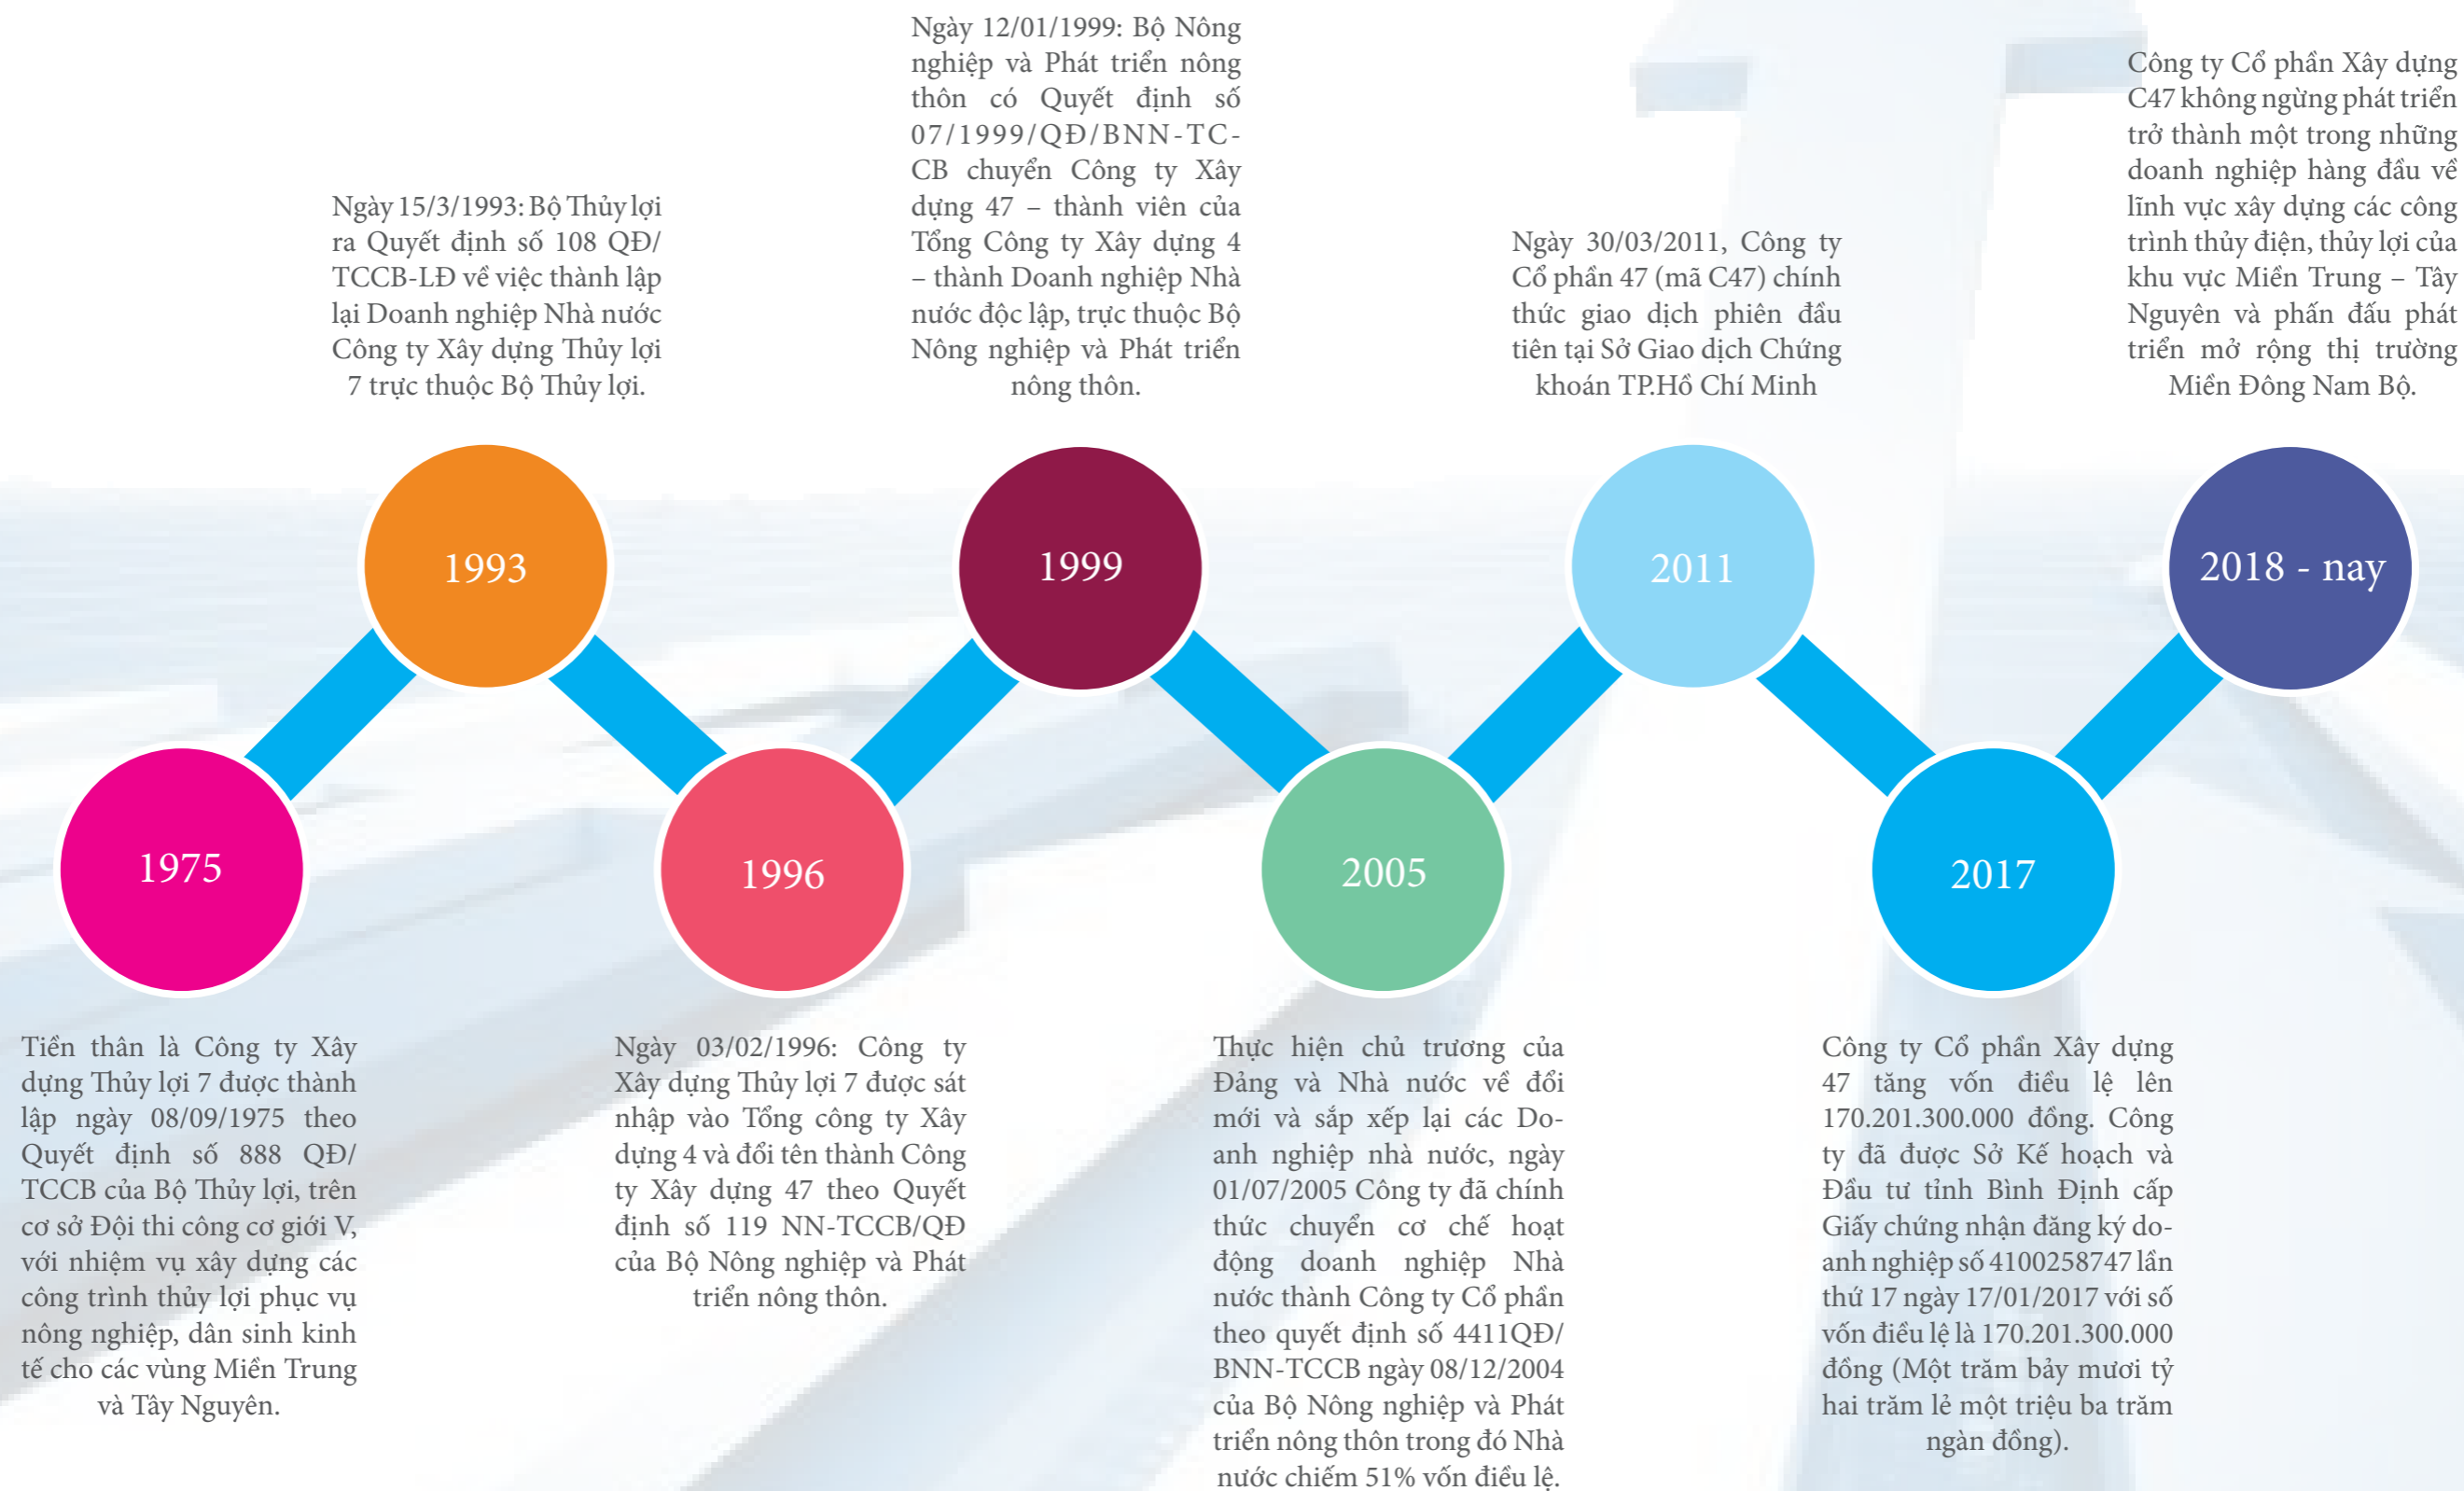 Tiền thân là Công ty Xây
dựng Thủy lợi 7 được thành
lập ngày 08/09/1975 theo
Quyết định số 888 QĐ/
TCCB của Bộ Thủy lợi, trên
cơ sở Đội thi công cơ giới V,
với nhiệm vụ xây dựng các
công trình thủy lợi phục vụ
nông nghiệp, dân sinh kinh
tế cho các vùng Miền Trung
và Tây Nguyên.
1975
Ngày 15/3/1993: Bộ Thủy lợi
ra Quyết định số 108 QĐ/
TCCB-LĐ về việc thành lập
lại Doanh nghiệp Nhà nước
Công ty Xây dựng Thủy lợi
7 trực thuộc Bộ Thủy lợi.
1993
1996
Ngày 03/02/1996: Công ty
Xây dựng Thủy lợi 7 được sát
nhập vào Tổng công ty Xây
dựng 4 và đổi tên thành Công
ty Xây dựng 47 theo Quyết
định số 119 NN-TCCB/QĐ
của Bộ Nông nghiệp và Phát
triển nông thôn.
Ngày 12/01/1999: Bộ Nông
nghiệp và Phát triển nông
thôn có Quyết định số
07/1999/QĐ/BNN-TC-
CB chuyển Công ty Xây
dựng 47 – thành viên của
Tổng Công ty Xây dựng 4
– thành Doanh nghiệp Nhà
nước độc lập, trực thuộc Bộ
Nông nghiệp và Phát triển
nông thôn.
1999
2005
Thực hiện chủ trương của
Đảng và Nhà nước về đổi
mới và sắp xếp lại các Do-
anh nghiệp nhà nước, ngày
01/07/2005 Công ty đã chính
thức chuyển cơ chế hoạt
động doanh nghiệp Nhà
nước thành Công ty Cổ phần
theo quyết định số 4411QĐ/
BNN-TCCB ngày 08/12/2004
của Bộ Nông nghiệp và Phát
triển nông thôn trong đó Nhà
nước chiếm 51% vốn điều lệ.
Ngày 30/03/2011, Công ty
Cổ phần 47 (mã C47) chính
thức giao dịch phiên đầu
tiên tại Sở Giao dịch Chứng
khoán TP.Hồ Chí Minh
2011
2017
Công ty Cổ phần Xây dựng
47 tăng vốn điều lệ lên
170.201.300.000 đồng. Công
ty đã được Sở Kế hoạch và
Đầu tư tỉnh Bình Định cấp
Giấy chứng nhận đăng ký do-
anh nghiệp số 4100258747 lần
thứ 17 ngày 17/01/2017 với số
vốn điều lệ là 170.201.300.000
đồng (Một trăm bảy mươi tỷ
hai trăm lẻ một triệu ba trăm
ngàn đồng).
Công ty Cổ phần Xây dựng
C47 không ngừng phát triển
trở thành một trong những
doanh nghiệp hàng đầu về
lĩnh vực xây dựng các công
trình thủy điện, thủy lợi của
khu vực Miền Trung – Tây
Nguyên và phấn đấu phát
triển mở rộng thị trường
Miền Đông Nam Bộ.
2018 - nay